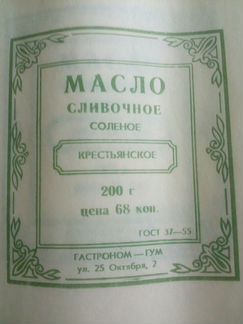 МАСЛО
СЛИВОЧНОЕ
СОЛЕНОЕ
КРЕСТЬЯНСКОЕ
200 г
цена 68 коп.
ГОСТ 37—55
ГАСТРОНОМ—ГУМ
ул. 25 Октября, 2